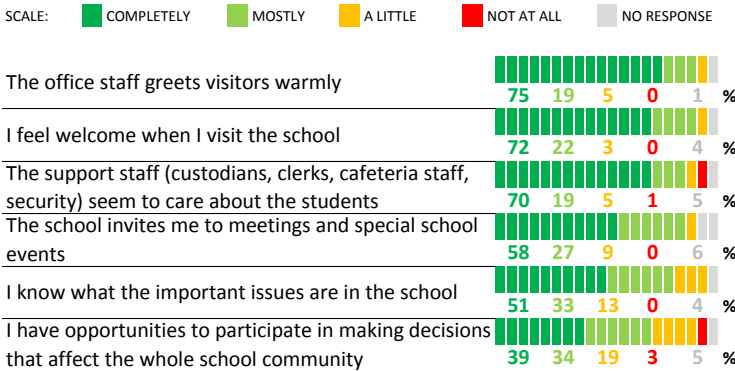 SCALE: COMPLETELY MOSTLY A LITTLE NOT AT ALL NO RESPONSE
The office staff greets visitors warmly
75 19 5 0 1 %
I feel welcome when I visit the school
72 22 3 0 4 %
The support staff (custodians, clerks, cafeteria staff,
security) seem to care about the students
70 19 5 1 5 %
The school invites me to meetings and special school
events
58 27 9 0 6 %
I know what the important issues are in the school
51 33 13 0 4 %
I have opportunities to participate in making decisions
that affect the whole school community
39 34 19 3 5 %